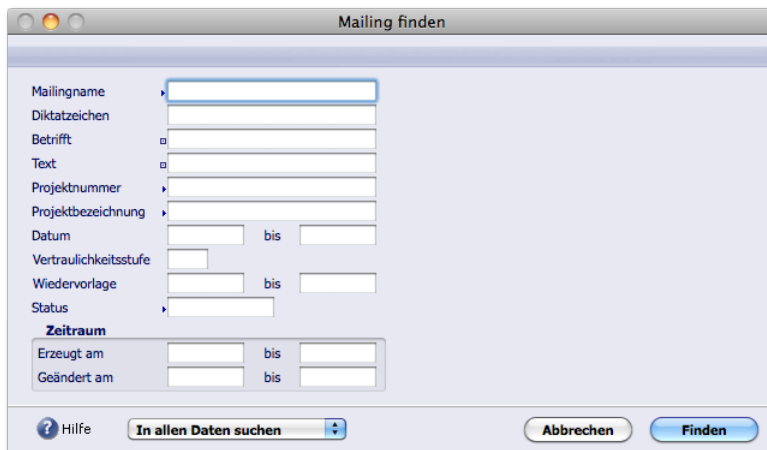 Mailing finden
Mailingname
Diktatzeichen
Betrifft
Text
Projektnummer
Projektbezeichnung
Datum bis
Vertraulichkeitsstufe
Wiedervorlage bis
Status
Zeitraum
Erzeugt am bis
Geändert am bis
? Hilfe In allen Daten suchen Abbrechen Finden